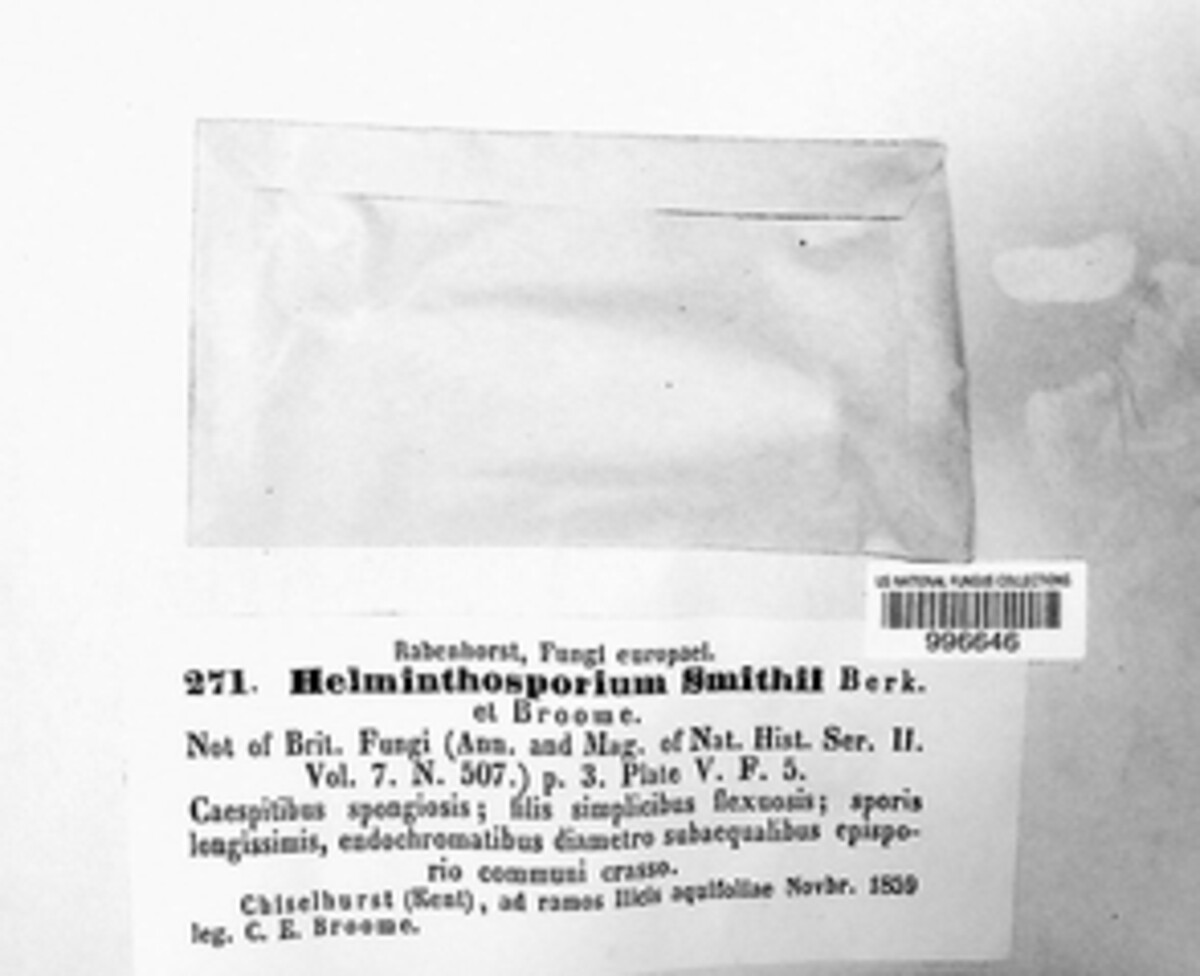 US NATIONAL FUNGUS COLLECTIONS
996646
Rabenhorst, Fungi europaei.
271. Helminthosporium Smithii Berk.
et Broome.
Not of Brit. Fungi (Ann. and Mag. of Nat. Hist. Ser. II.
Vol. 7. N. 507.) p. 3. Plate V. F. 5.
Caespitibus spongiosis; filis simplicibus flexuosis; sporis
longissimis, endochromatibus diametro subaequalibus epispo-
rio communi crasso.
Chiselhurst (Kent), ad ramos Ilicis aquifoliae Novbr. 1859
leg. C. E. Broome.